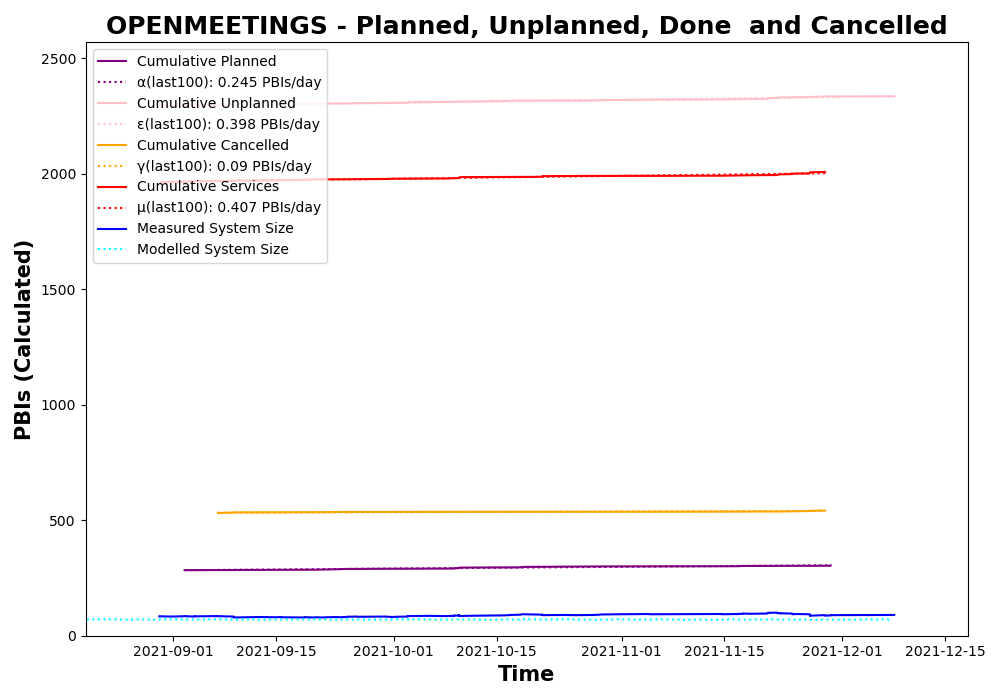 OPENMEETINGS - Planned, Unplanned, Done  and Cancelled
Cumulative Planned
α(last100): 0.245 PBIs/day
Cumulative Unplanned
ε(last100): 0.398 PBIs/day
Cumulative Cancelled
γ(last100): 0.09 PBIs/day
Cumulative Services
μ(last100): 0.407 PBIs/day
Measured System Size
Modelled System Size
PBIs (Calculated)
2500
2000
1500
1000
500
0
2021-09-01 2021-09-15 2021-10-01 2021-10-15 2021-11-01 2021-11-15 2021-12-01 2021-12-15
Time